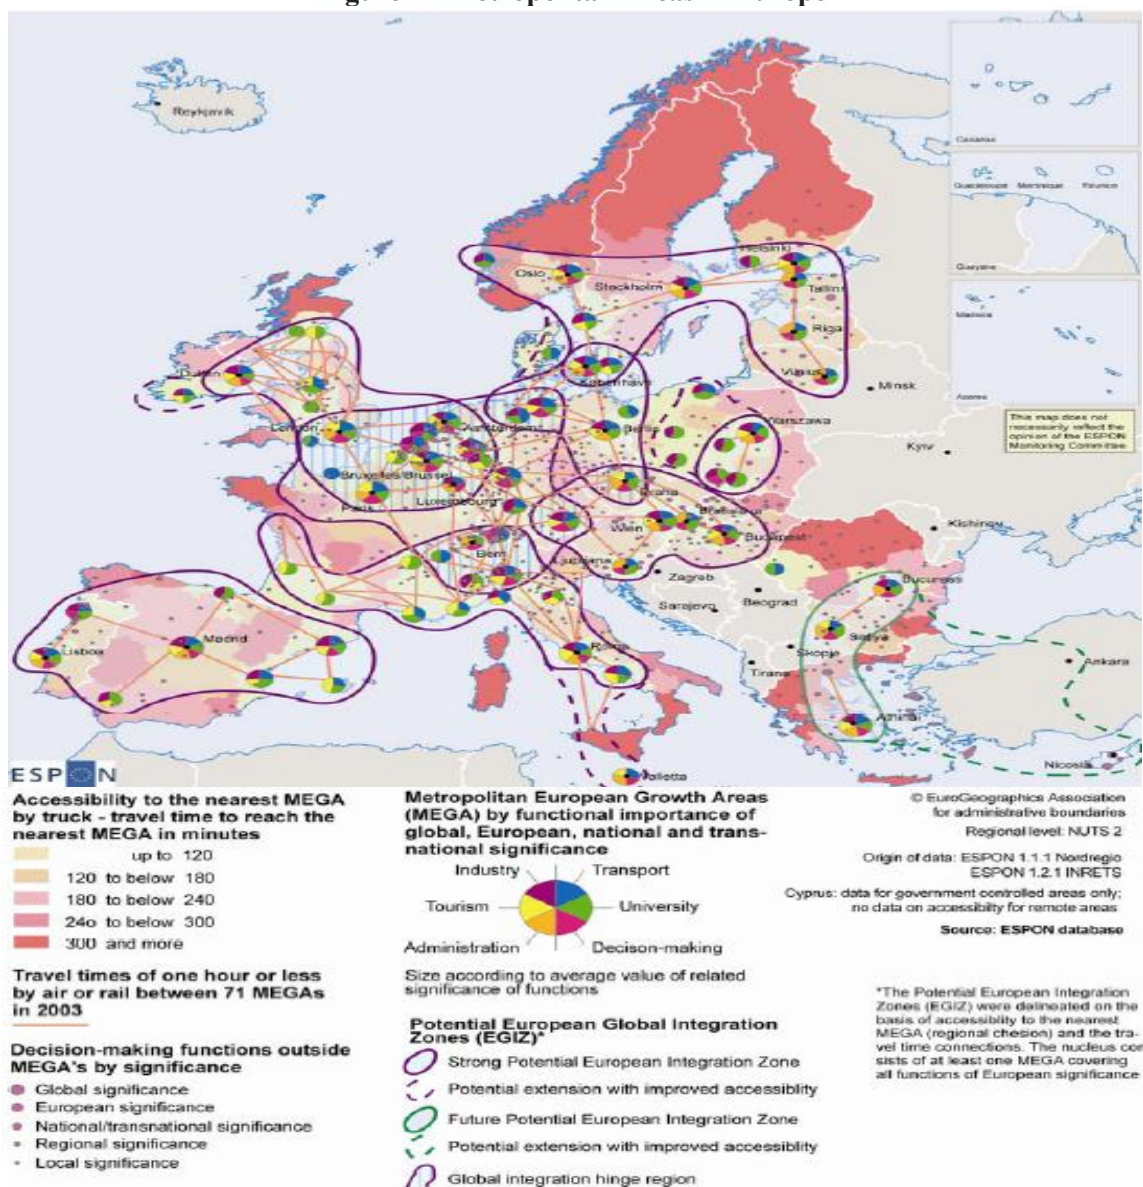 Reykjavik
Canarias
Guadeloupe Martinique Réunion
Guayane
Madeira
Acores
Helsinki
Oslo
Stockholm
Tallinn
Riga
Vilnius
Minsk
Dublin
København
This map does not
necessarily reflect the
opinion of the ESPON
Monitoring Committee
London
Amsterdam
Berlin
Warszawa
Kyiv
Bruxelles/Brussel
Luxembourg
Praha
Paris
Wien
Bratislava
Budapest
Kishinov
Bern
Ljubljana
Zagreb
Bucuresti
Sarajevo
Beograd
Lisboa
Madrid
Roma
Sofiya
Skopje
Tirana
Ankara
Athinai
Nicosia
Valletta
ESPON
Accessibility to the nearest MEGA
by truck - travel time to reach the
nearest MEGA in minutes
up to 120
120 to below 180
180 to below 240
24o to below 300
300 and more
Travel times of one hour or less
by air or rail between 71 MEGAs
in 2003
Decision-making functions outside
MEGA's by significance
Global significance
European significance
National/transnational significance
Regional significance
Local significance
Metropolitan European Growth Areas
(MEGA) by functional importance of
global, European, national and trans-
national significance
Industry Transport
Tourism University
Administration Decison-making
Size according to average value of related
significance of functions
Potential European Global Integration
Zones (EGIZ)*
Strong Potential European Integration Zone
Potential extension with improved accessiblity
Future Potential European Integration Zone
Potential extension with improved accessiblity
Global integration hinge region
© EuroGeographics Association
for administrative boundaries
Regional level: NUTS 2
Origin of data: ESPON 1.1.1 Nordregio
ESPON 1.2.1 INRETS
Cyprus: data for government controlled areas only;
no data on accessibilty for remote areas
Source: ESPON database
*The Potential European Integration
Zones (EGIZ) were delineated on the
basis of accessiblity to the nearest
MEGA (regional chesion) and the tra-
vel time connections. The nucleus con
sists of at least one MEGA covering
all functions of European significance